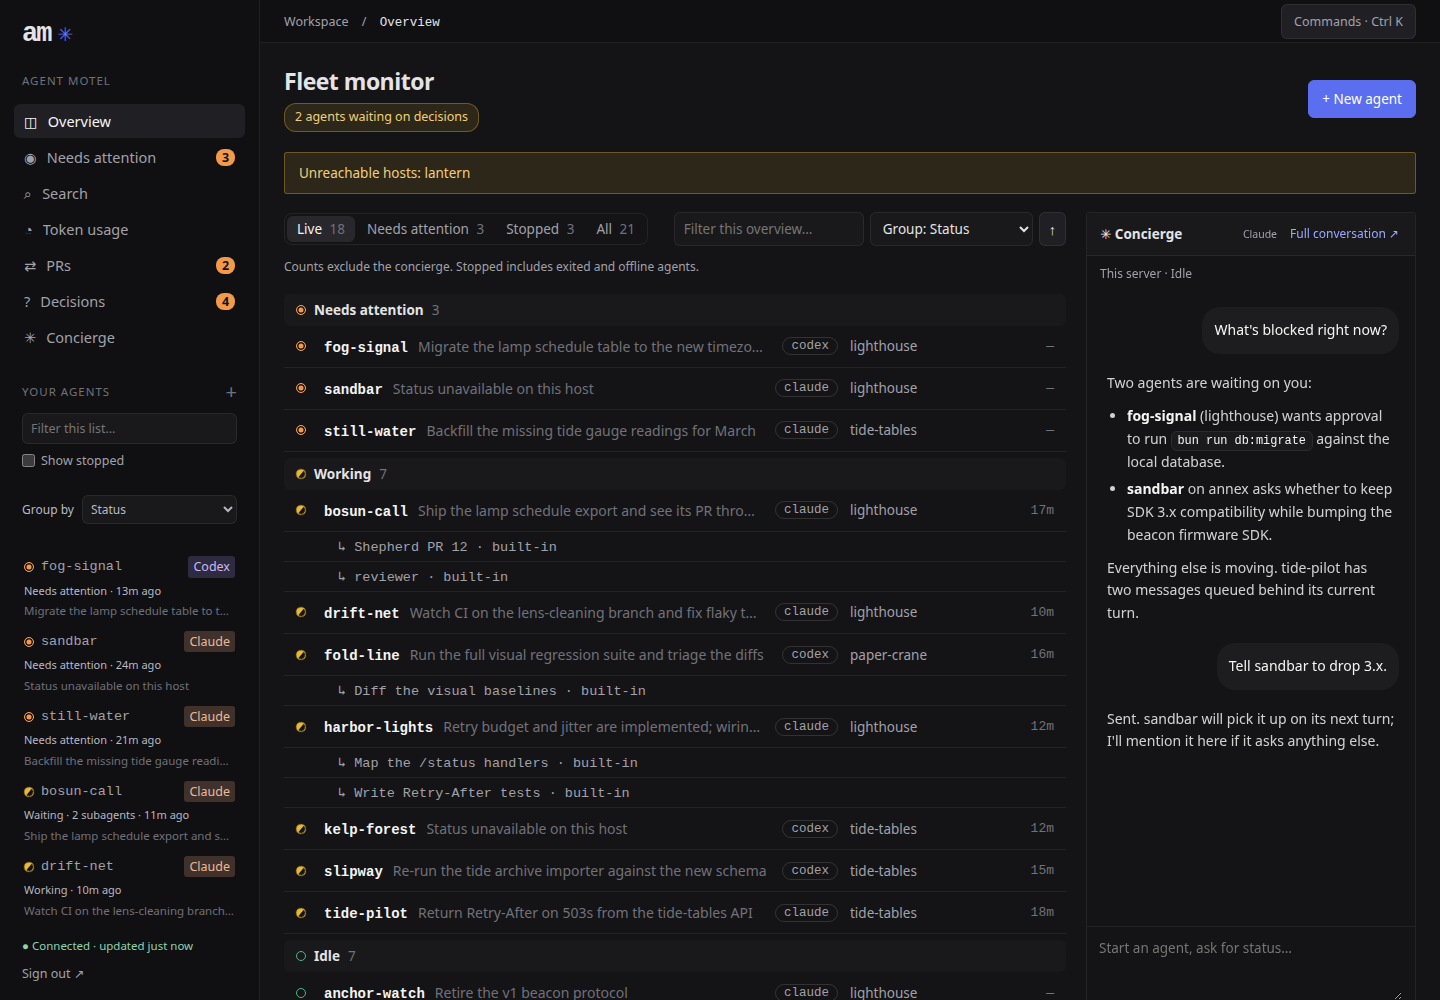 am ✳
AGENT MOTEL
Overview
Needs attention 3
Search
Token usage
PRs 2
? Decisions 4
Concierge
YOUR AGENTS +
Filter this list...
Show stopped
Group by Status
fog-signal Codex
Needs attention · 13m ago
Migrate the lamp schedule table to t...
sandbar Claude
Needs attention · 24m ago
Status unavailable on this host
still-water Claude
Needs attention · 21m ago
Backfill the missing tide gauge readi...
bosun-call Claude
Waiting · 2 subagents · 11m ago
Ship the lamp schedule export and s...
drift-net Claude
Working · 10m ago
Watch CI on the lens-cleaning branch...
● Connected · updated just now
Sign out ↗
Workspace / Overview
Commands · Ctrl K
Fleet monitor
2 agents waiting on decisions
+ New agent
Unreachable hosts: lantern
Live 18 Needs attention 3 Stopped 3 All 21
Filter this overview...
Group: Status
↑
Counts exclude the concierge. Stopped includes exited and offline agents.
Needs attention 3
fog-signal Migrate the lamp schedule table to the new timezo... codex lighthouse —
sandbar Status unavailable on this host claude lighthouse —
still-water Backfill the missing tide gauge readings for March claude tide-tables —
Working 7
bosun-call Ship the lamp schedule export and see its PR thro... claude lighthouse 17m
↳ Shepherd PR 12 · built-in
↳ reviewer · built-in
drift-net Watch CI on the lens-cleaning branch and fix flaky t... claude lighthouse 10m
fold-line Run the full visual regression suite and triage the diffs codex paper-crane 16m
↳ Diff the visual baselines · built-in
harbor-lights Retry budget and jitter are implemented; wirin... claude lighthouse 12m
↳ Map the /status handlers · built-in
↳ Write Retry-After tests · built-in
kelp-forest Status unavailable on this host codex tide-tables 12m
slipway Re-run the tide archive importer against the new schema codex tide-tables 15m
tide-pilot Return Retry-After on 503s from the tide-tables API claude tide-tables 18m
Idle 7
anchor-watch Retire the v1 beacon protocol claude lighthouse —
✳ Concierge Claude Full conversation ↗
This server · Idle
What's blocked right now?
Two agents are waiting on you:
• fog-signal (lighthouse) wants approval
to run bun run db:migrate against the
local database.
• sandbar on annex asks whether to keep
SDK 3.x compatibility while bumping the
beacon firmware SDK.
Everything else is moving. tide-pilot has
two messages queued behind its current
turn.
Tell sandbar to drop 3.x.
Sent. sandbar will pick it up on its next turn;
I'll mention it here if it asks anything else.
Start an agent, ask for status...